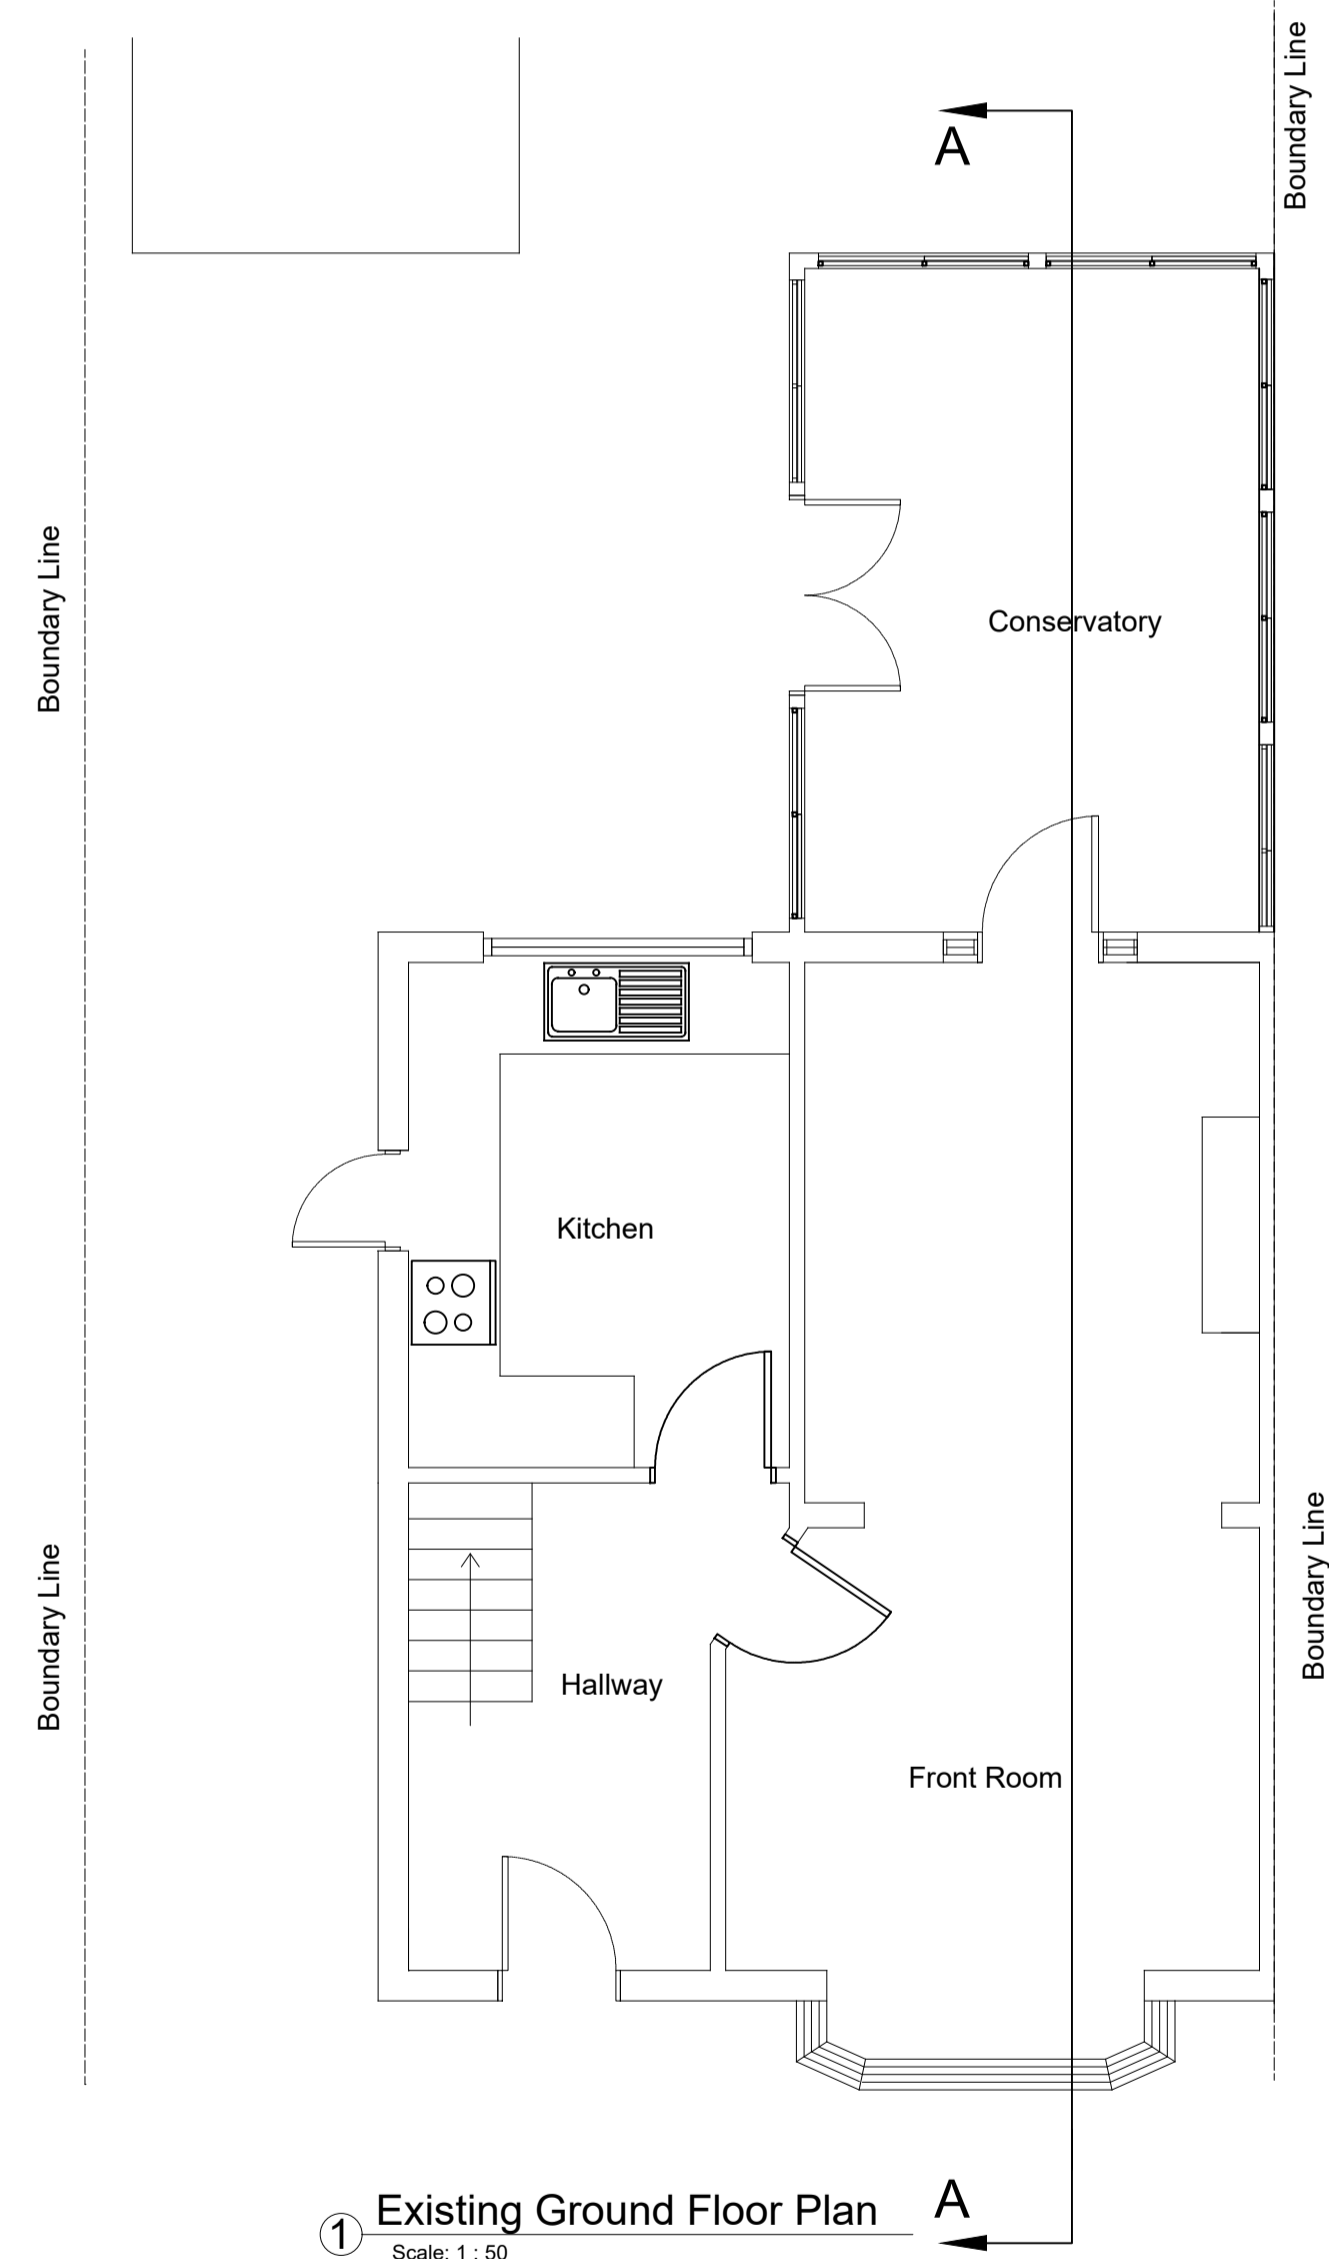 Boundary Line
A
Boundary Line
Conservatory
Kitchen
Boundary Line
Boundary Line
Hallway
Front Room
A
1 Existing Ground Floor Plan
Scale: 1 : 50